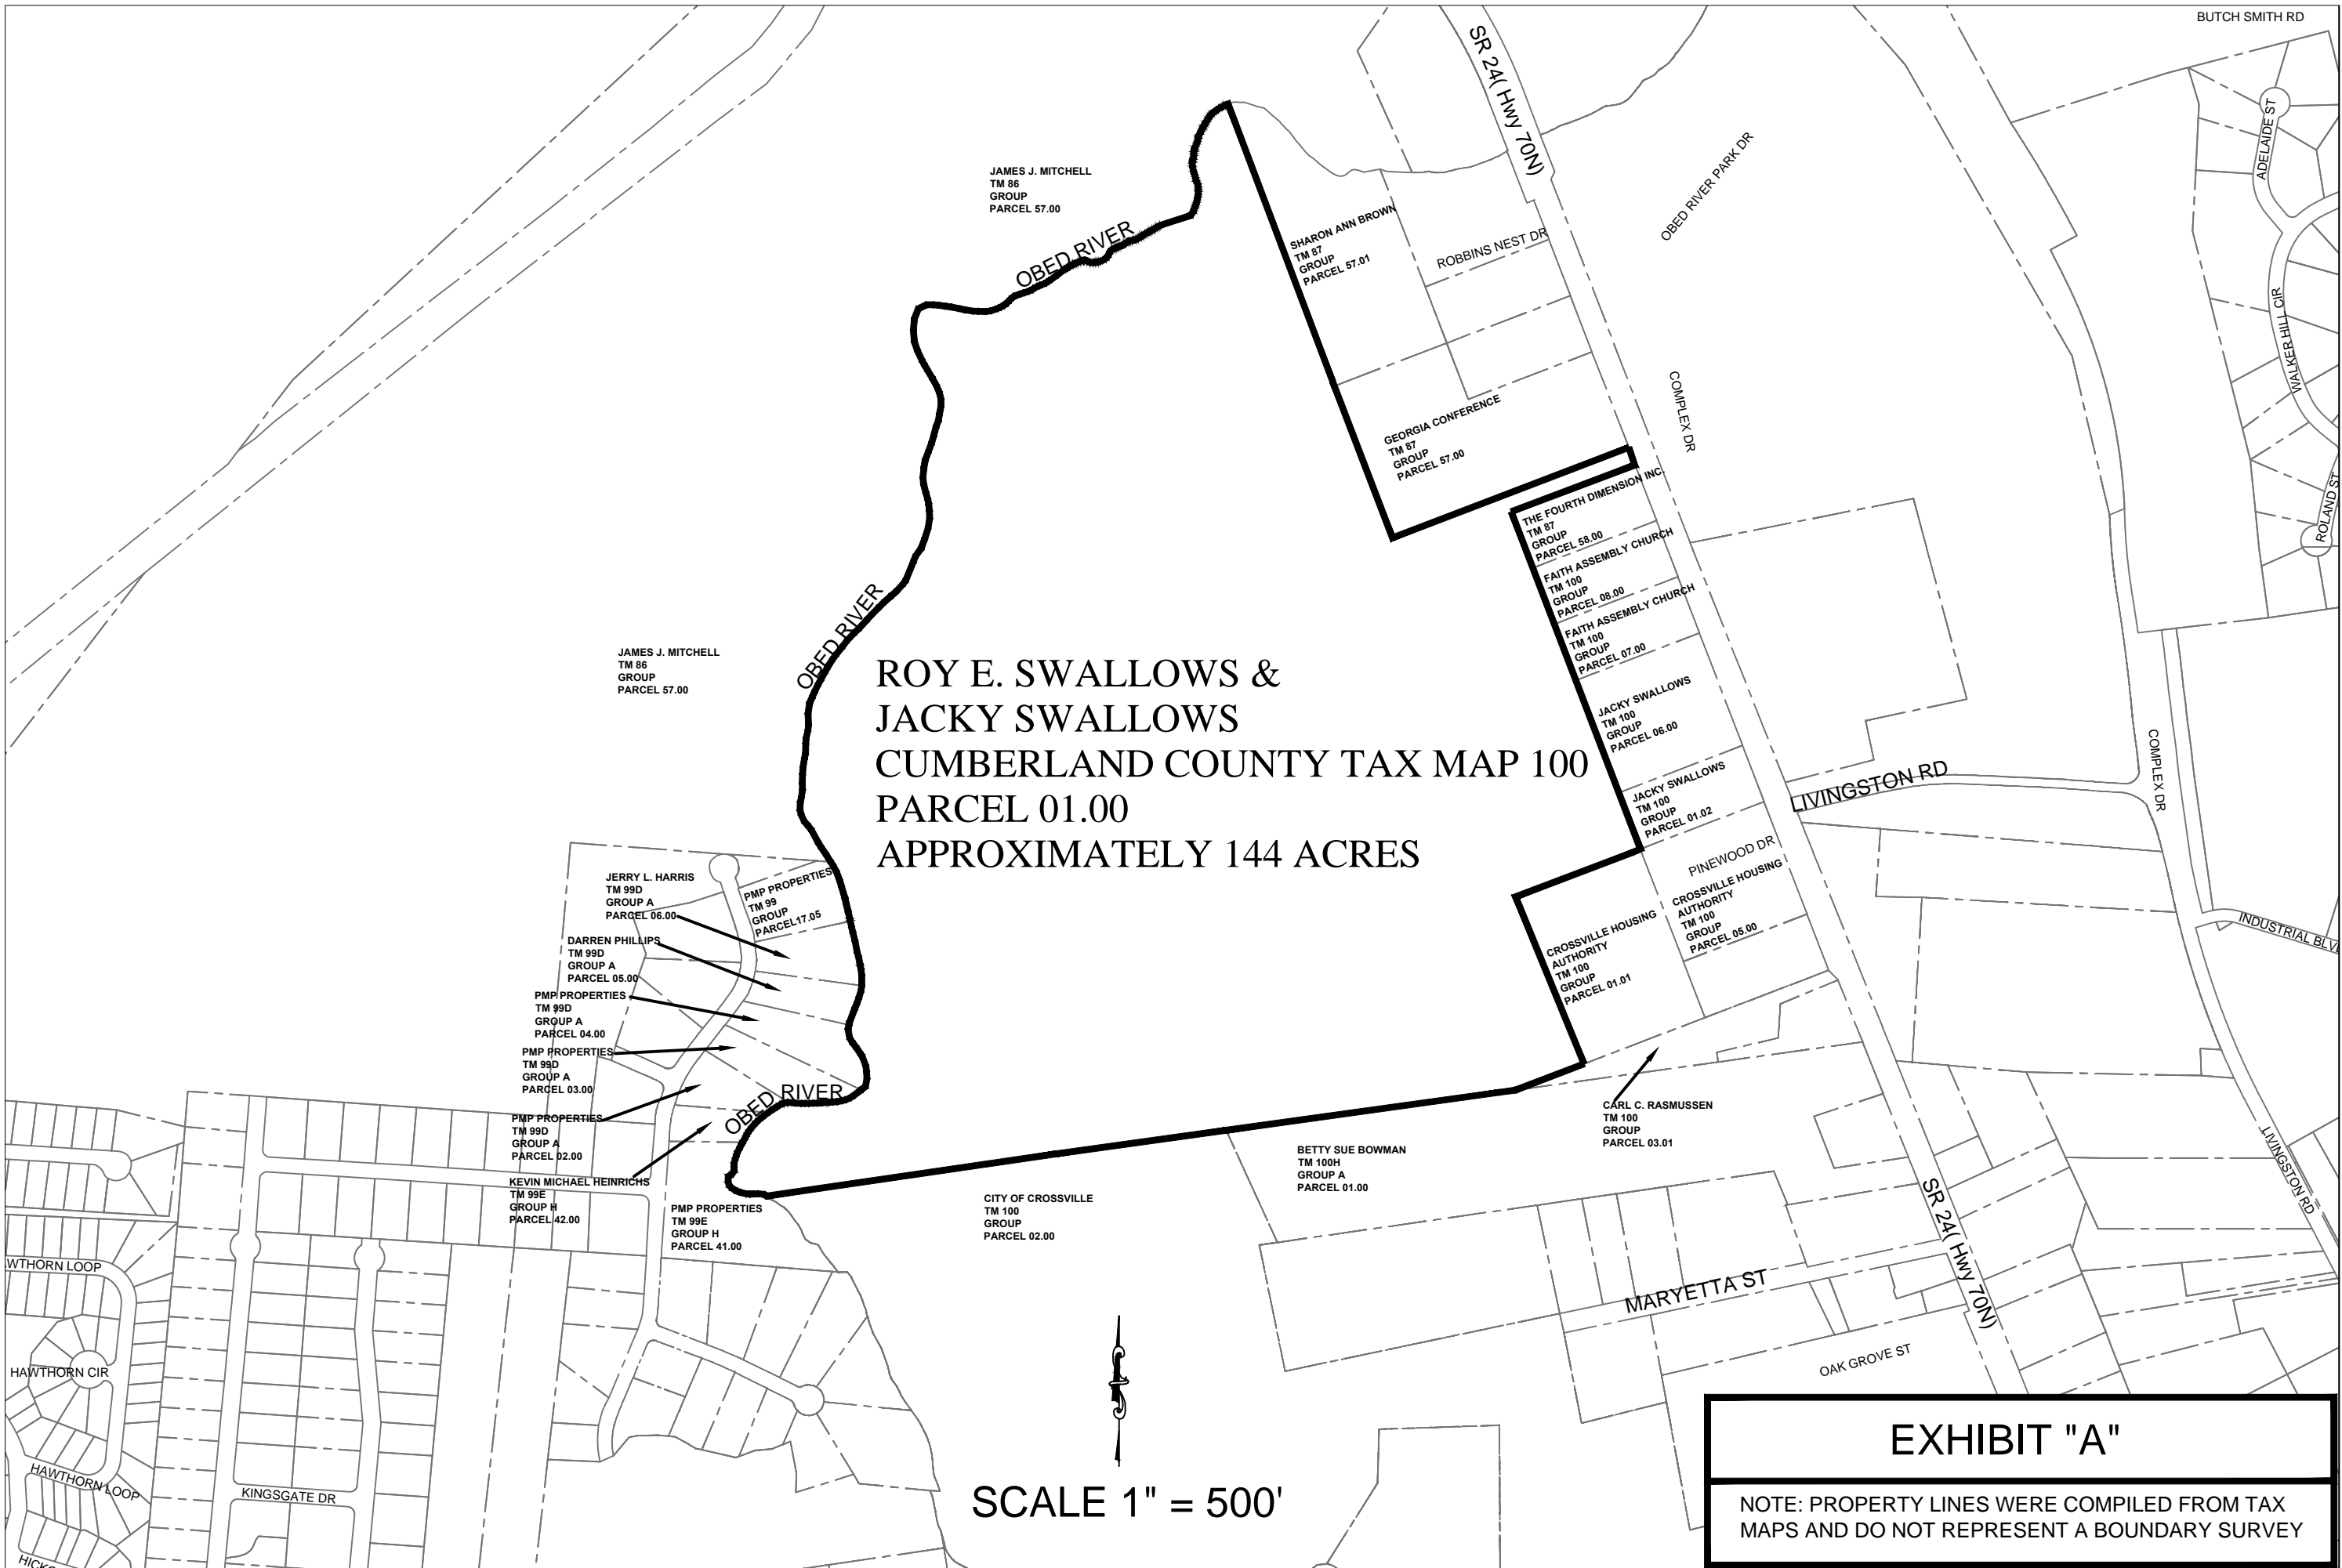 BUTCH SMITH RD
SR 24( Hwy 70N)
ADELAIDE ST
OBED RIVER PARK DR
JAMES J. MITCHELL
TM 86
GROUP
PARCEL 57.00
OBED RIVER
SHARON ANN BROWN
TM 87
GROUP
PARCEL 57.01
ROBBINS NEST DR
WALKER HILL CIR
COMPLEX DR
GEORGIA CONFERENCE
TM 87
GROUP
PARCEL 57.00
ROLAND ST
THE FOURTH DIMENSION INC.
TM 87
GROUP
PARCEL 58.00
FAITH ASSEMBLY CHURCH
TM 100
GROUP
PARCEL 08.00
FAITH ASSEMBLY CHURCH
TM 100
GROUP
PARCEL 07.00
OBED RIVER
JAMES J. MITCHELL
TM 86
GROUP
PARCEL 57.00
ROY E. SWALLOWS &
JACKY SWALLOWS
CUMBERLAND COUNTY TAX MAP 100
PARCEL 01.00
APPROXIMATELY 144 ACRES
JACKY SWALLOWS
TM 100
GROUP
PARCEL 06.00
JACKY SWALLOWS
TM 100
GROUP
PARCEL 01.02
LIVINGSTON RD
COMPLEX DR
PINEWOOD DR
CROSSVILLE HOUSING
AUTHORITY
TM 100
GROUP
PARCEL 05.00
CROSSVILLE HOUSING
AUTHORITY
TM 100
GROUP
PARCEL 01.01
INDUSTRIAL BLV
JERRY L. HARRIS
TM 99D
GROUP A
PARCEL 06.00
PMP PROPERTIES
TM 99
GROUP
PARCEL17.05
DARREN PHILLIPS
TM 99D
GROUP A
PARCEL 05.00
PMP PROPERTIES
TM 99D
GROUP A
PARCEL 04.00
PMP PROPERTIES
TM 99D
GROUP A
PARCEL 03.00
PMP PROPERTIES
TM 99D
GROUP A
PARCEL 02.00
OBED RIVER
KEVIN MICHAEL HEINRICHS
TM 99E
GROUP H
PARCEL 42.00
PMP PROPERTIES
TM 99E
GROUP H
PARCEL 41.00
CITY OF CROSSVILLE
TM 100
GROUP
PARCEL 02.00
BETTY SUE BOWMAN
TM 100H
GROUP A
PARCEL 01.00
CARL C. RASMUSSEN
TM 100
GROUP
PARCEL 03.01
LIVINGSTON RD
SR 24( Hwy 70N)
MARYETTA ST
OAK GROVE ST
WTHORN LOOP
HAWTHORN CIR
HAWTHORN LOOP
KINGSGATE DR
SCALE 1" = 500'
EXHIBIT "A"
NOTE: PROPERTY LINES WERE COMPILED FROM TAX
MAPS AND DO NOT REPRESENT A BOUNDARY SURVEY